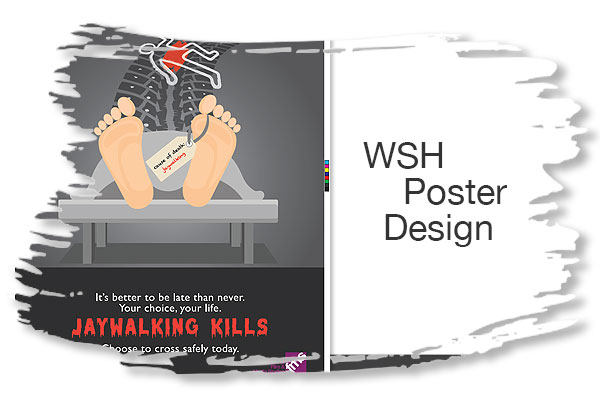 cause of death:
jaywalking
It's better to be late than never.
Your choice, your life.
JAYWALKING KILLS
Choose to cross safely today.
WSH
Poster
Design